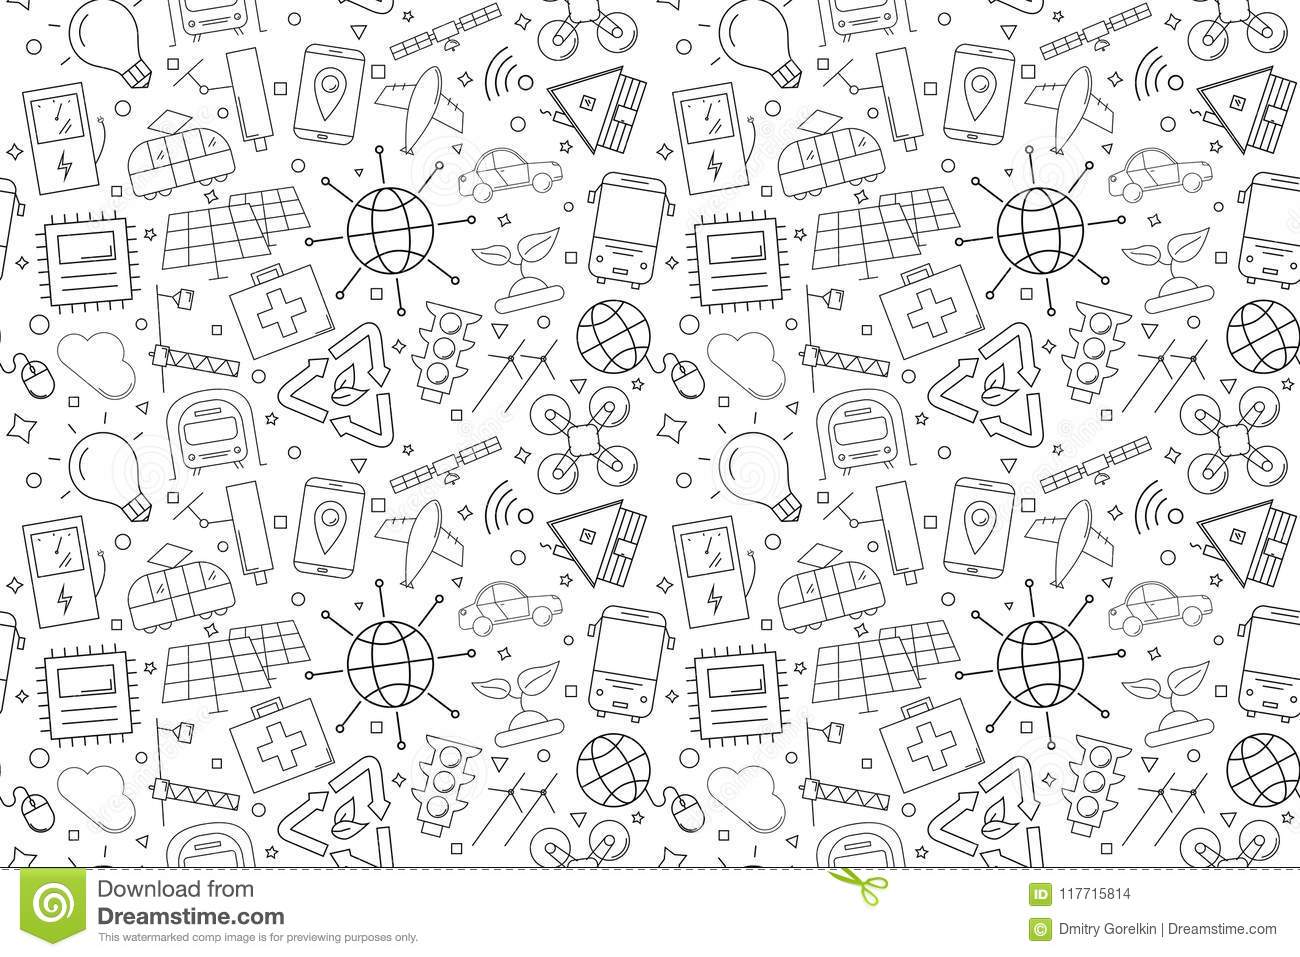 Download from
Dreamstime.com
This watermarked comp image is for previewing purposes only.
ID 117715814
© Dmitry Gorelkin | Dreamstime.com